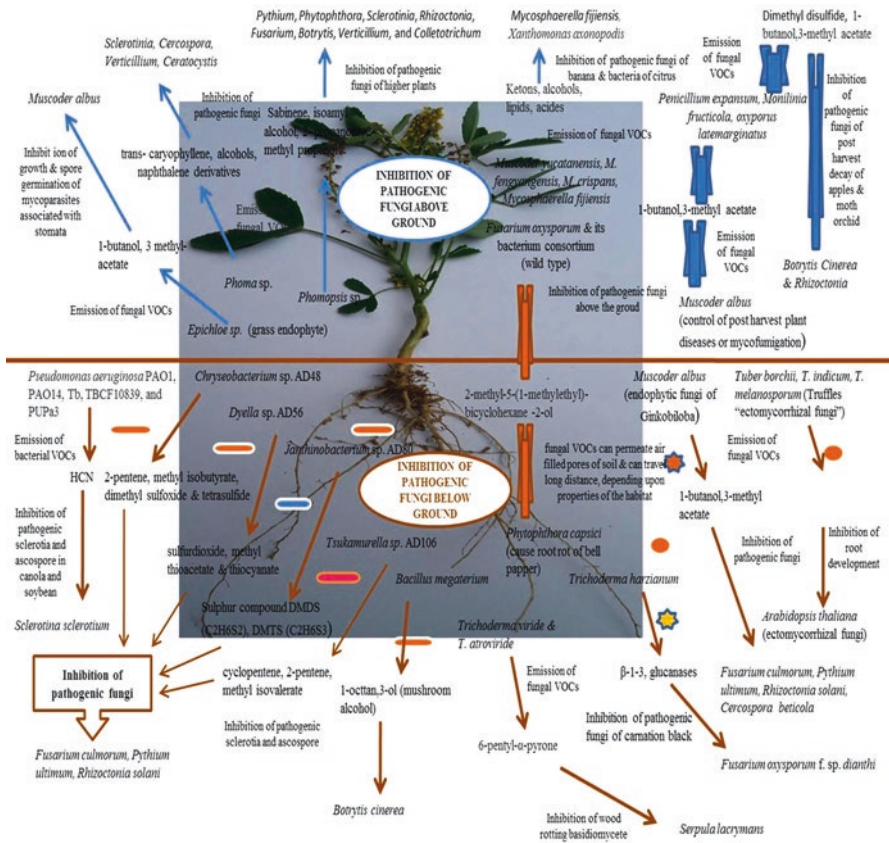 Pythium, Phytophthora, Sclerotinia, Rhizoctonia,
Fusarium, Botrytis, Verticillium, and Colletotrichum
Mycosphaerella fijiensis,
Xanthomonas axonopodis
Dimethyl disulfide, 1-
butanol,3-methyl acetate
Sclerotinia, Cercospora,
Verticillium, Ceratocystis
Inhibition of pathogenic
fungi of higher plants
Inhibition of pathogenic fungi of
banana & bacteria of citrus
Emission
of fungal
VOCs
Inhibition
of
pathogenic
fungi of
post
harvest
decay of
apples &
moth
orchid
Muscoder albus
Inhibition of
pathogenic fungi
Sabinene, isoamyl
alcohol, 2-
methyl
Ketons, alcohols,
lipids, acides
Penicillium expansum, Monilinia
fructicola, oxyporus
latemarginatus
Inhibit ion of
growth & spore
germination of
mycoparasites
associated with
stomata
trans- caryophyllene, alcohols,
naphthalene derivatives
INHIBITION OF
PATHOGENIC
FUNGI ABOVE
GROUND
Emission of fungal VOCs
Muscodor yucatanensis, M.
fengyangensis, M. crispans,
Mycosphaerella fijiensis
1-butanol,3-methyl acetate
Emission of
fungal VOCs
1-butanol, 3 methyl-
acetate
Fusarium oxysporum & its
bacterium consortium
(wild type)
Emission
of fungal
VOCs
Phoma sp.
Phomopsis sp.
Botrytis Cinerea
& Rhizoctonia
Emission of fungal VOCs
Epichloe sp. (grass endophyte)
Inhibition of pathogenic fungi
above the groud
Muscoder albus
(control of post harvest plant
diseases or mycofumigation)
Pseudomonas aeruginosa PAO1,
PAO14, Tb, TBCF10839, and
PUPa3
Chryseobacterium sp. AD48
Dyella sp. AD56
2-methyl-5-(1-methylethyl)-
bicyclohexane -2-ol
Muscoder albus
(endophytic fungi of
Ginkobiloba)
Tuber borchii, T. indicum, T.
melanosporum (Truffles
“ectomycorrhizal fungi”)
Emission of
bacterial VOCs
Janthinobacterium sp. AD80
fungal VOCs can permeate air
filled pores of soil & can travel
long distance, depending upon
properties of the habitat
Emission of
fungal VOCs
HCN
2-pentene, methyl isobutyrate,
dimethyl sulfoxide & tetrasulfide
INHIBITION OF
PATHOGENIC
FUNGI BELOW
GROUND
1-butanol,3-methyl
acetate
Inhibition of
pathogenic
sclerotia and
ascospore in
canola and
soybean
Tsukamurella sp. AD106
Phytophthora capsici
(cause root rot of bell
papper)
Inhibition of
pathogenic fungi
Inhibition of
root
development
sulfurdioxide, methyl
thioacetate & thiocyanate
Bacillus megaterium
Trichoderma harzianum
Sclerotina sclerotium
Sulphur compound DMDS
(C2H6S2), DMTS (C2H6S3)
Trichoderma viride &
T. atroviride
Arabidopsis thaliana
(ectomycorrhizal fungi)
Inhibition of
pathogenic fungi
cyclopentene, 2-pentene,
methyl isovalerate
1-octtan,3-ol (mushroom
alcohol)
Emission
of fungal
VOCs
β-1-3, glucanases
Fusarium culmorum, Pythium
ultimum, Rhizoctonia solani,
Cercospora beticola
Inhibition of pathogenic
sclerotia and ascospore
6-pentyl-α-pyrone
Inhibition of pathogenic
fungi of carnation black
Fusarium culmorum, Pythium
ultimum, Rhizoctonia solani
Fusarium oxysporum f. sp. dianthi
Botrytis cinerea
Inhibition of wood
rotting basidiomycete
Serpula lacrymans